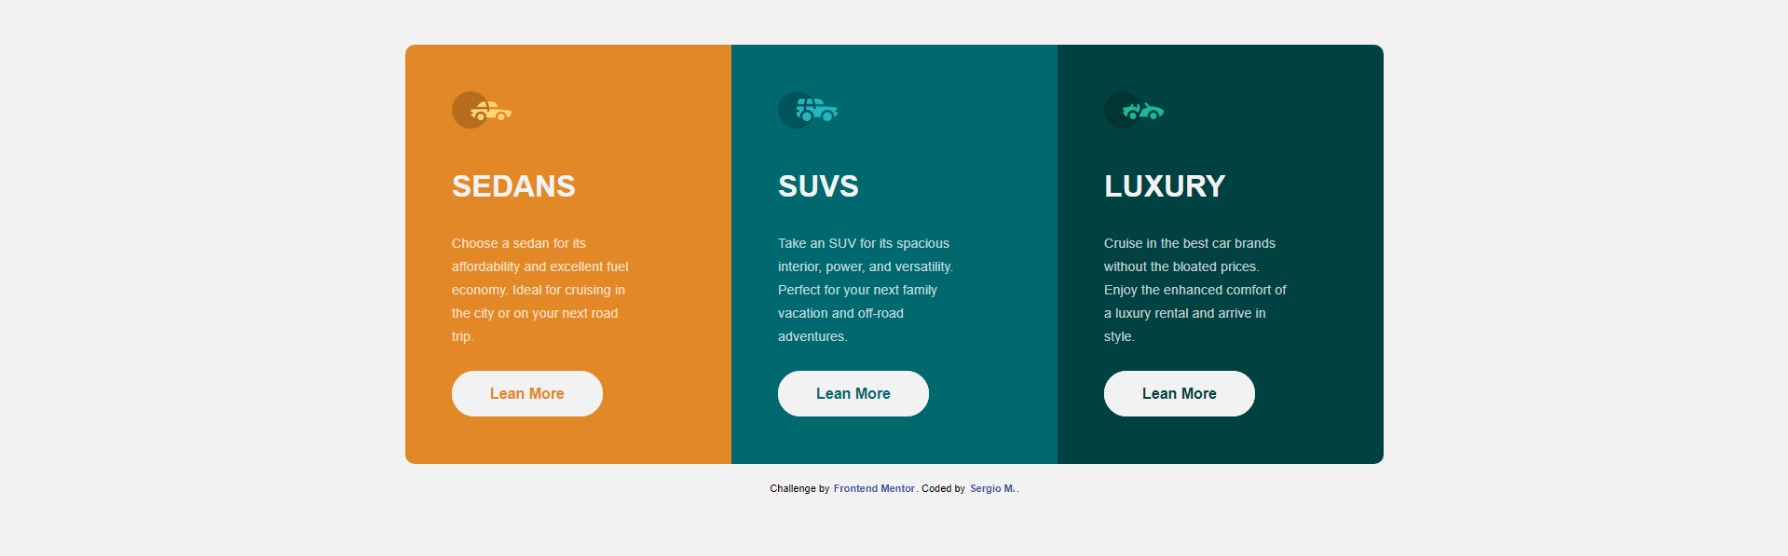 SEDANS
Choose a sedan for its
affordability and excellent fuel
economy. Ideal for cruising in
the city or on your next road
trip.
Lean More
SUVS
Take an SUV for its spacious
interior, power, and versatility.
Perfect for your next family
vacation and off-road
adventures.
Lean More
LUXURY
Cruise in the best car brands
without the bloated prices.
Enjoy the enhanced comfort of
a luxury rental and arrive in
style.
Lean More
Challenge by Frontend Mentor. Coded by Sergio M..